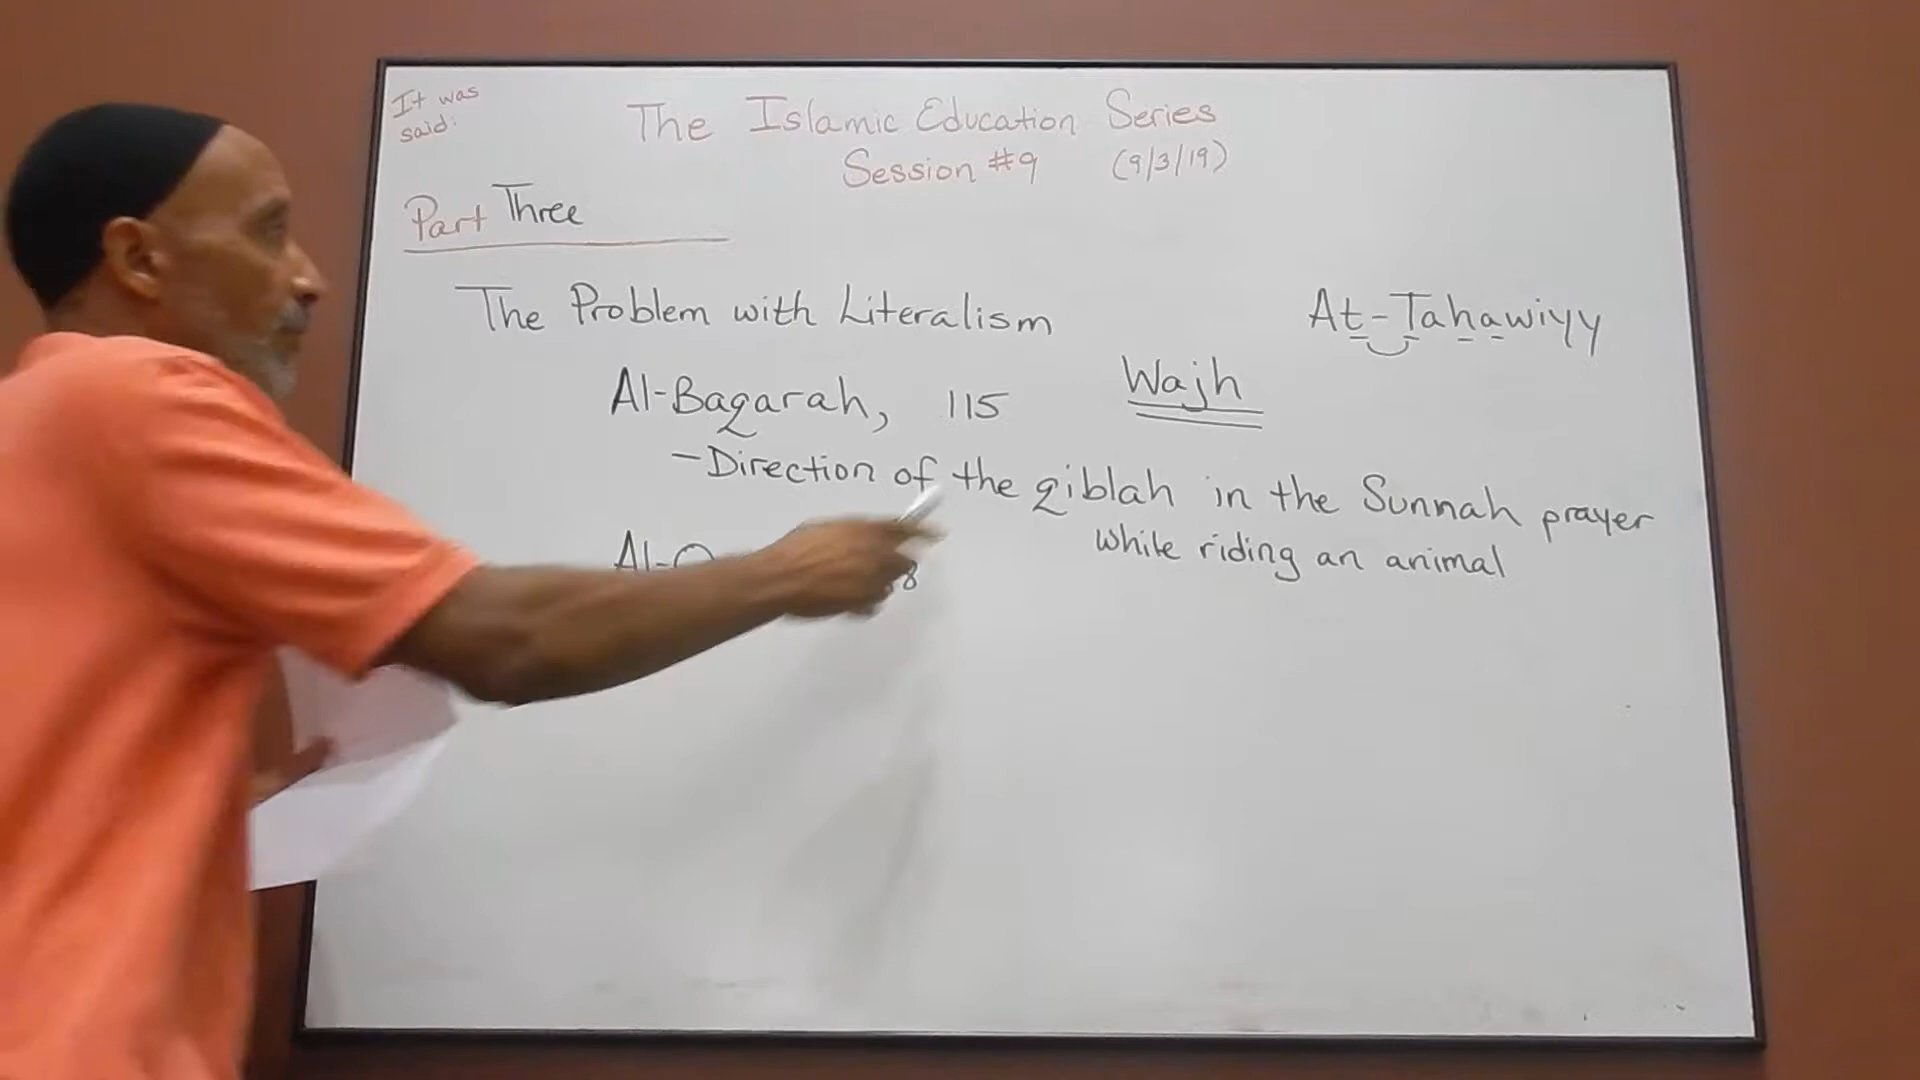 It was
said:
The Islamic Education Series
Session #9 (9/3/19)
Part Three
The Problem with Literalism
At-Tahawiyy
Al-Baqarah, 115
Wajh
-Direction of the qiblah in the Sunnah prayer
while riding an animal